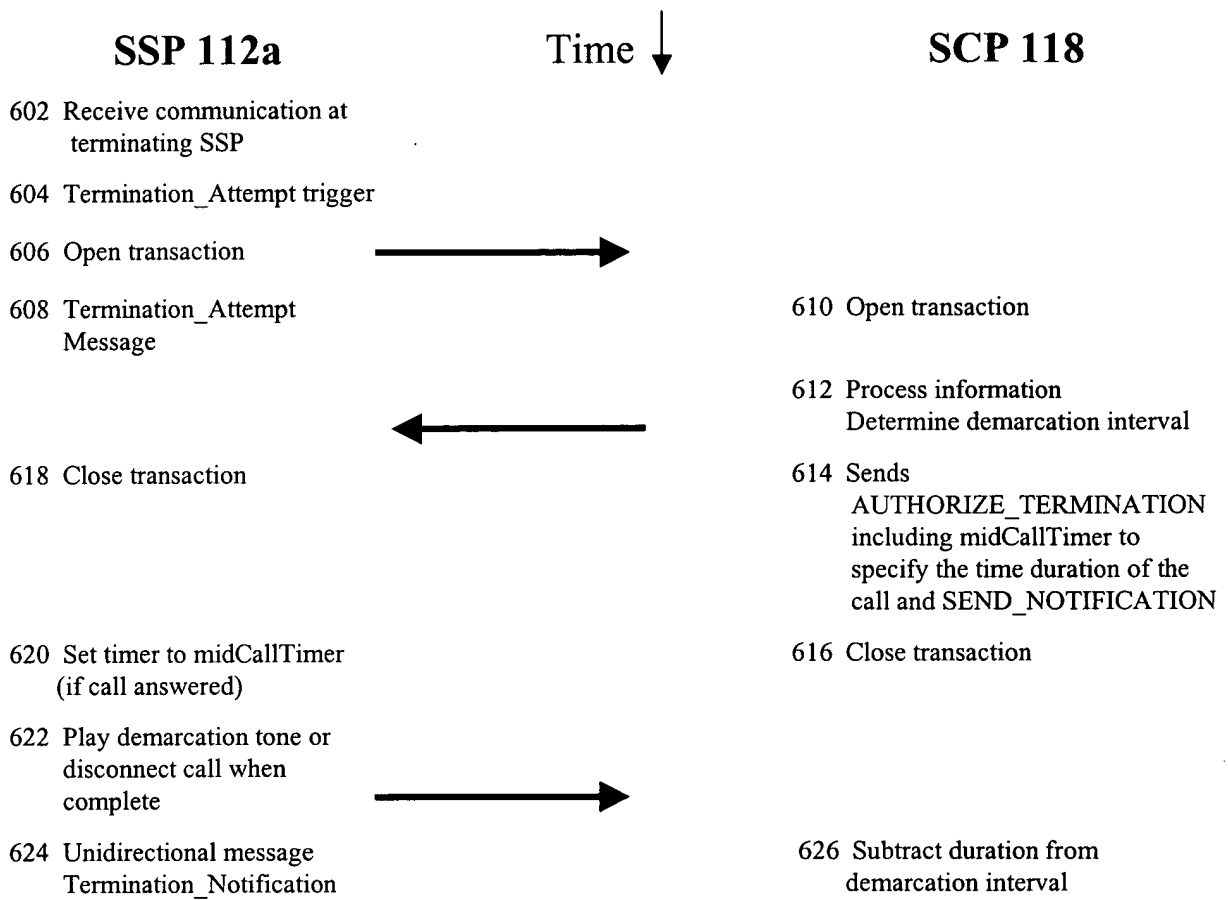 SSP 112a
Time
SCP 118
602 Receive communication at
terminating SSP
604 Termination_Attempt trigger
606 Open transaction
608 Termination_Attempt
Message
610 Open transaction
612 Process information
Determine demarcation interval
618 Close transaction
614 Sends
AUTHORIZE_TERMINATION
including midCallTimer to
specify the time duration of the
call and SEND_NOTIFICATION
620 Set timer to midCallTimer
(if call answered)
616 Close transaction
622 Play demarcation tone or
disconnect call when
complete
624 Unidirectional message
Termination_Notification
626 Subtract duration from
demarcation interval